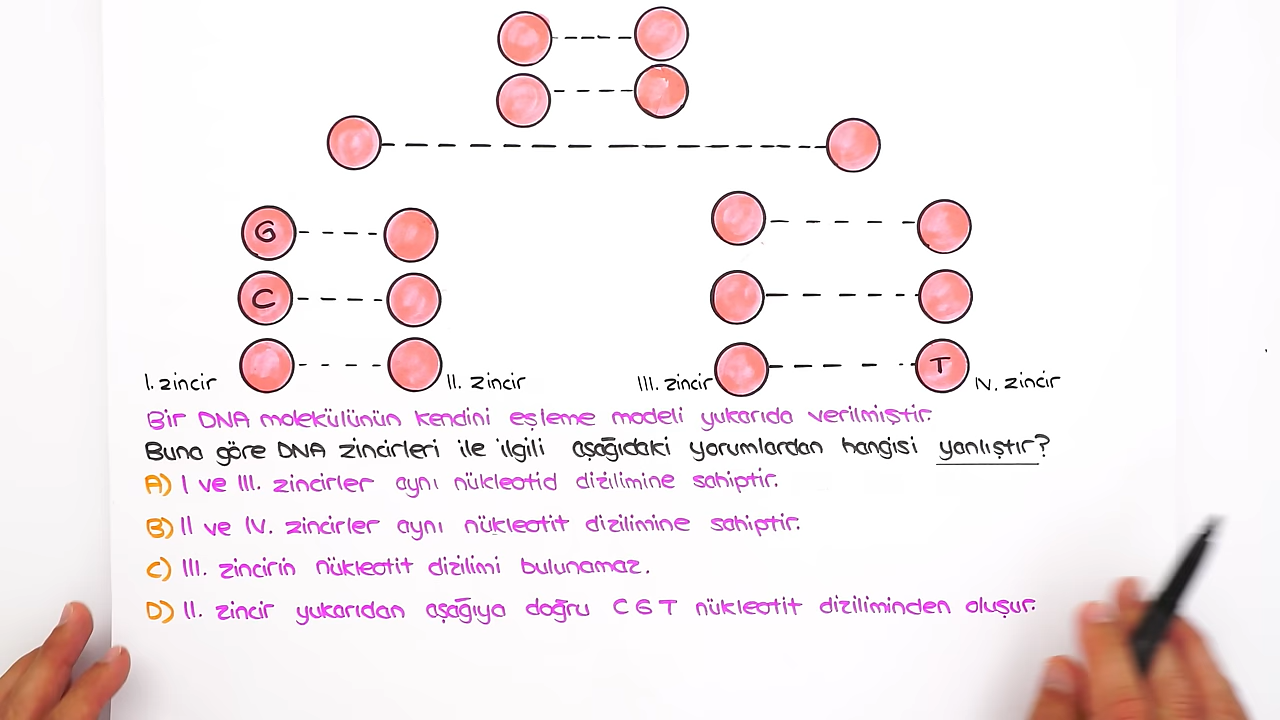 G
C
T
I. zincir II. zincir III. zincir IV. zincir
Bir DNA molekülünün kendini eşleme modeli yukarıda verilmiştir.
Buna göre DNA zincirleri ile ilgili aşağıdaki yorumlardan hangisi yanlıştır?
A) I ve III. zincirler aynı nükleotid dizilimine sahiptir.
B) II ve IV. zincirler aynı nükleotit dizilimine sahiptir.
C) III. zincirin nükleotit dizilimi bulunamaz.
D) II. zincir yukarıdan aşağıya doğru C G T nükleotit diziliminden oluşur.